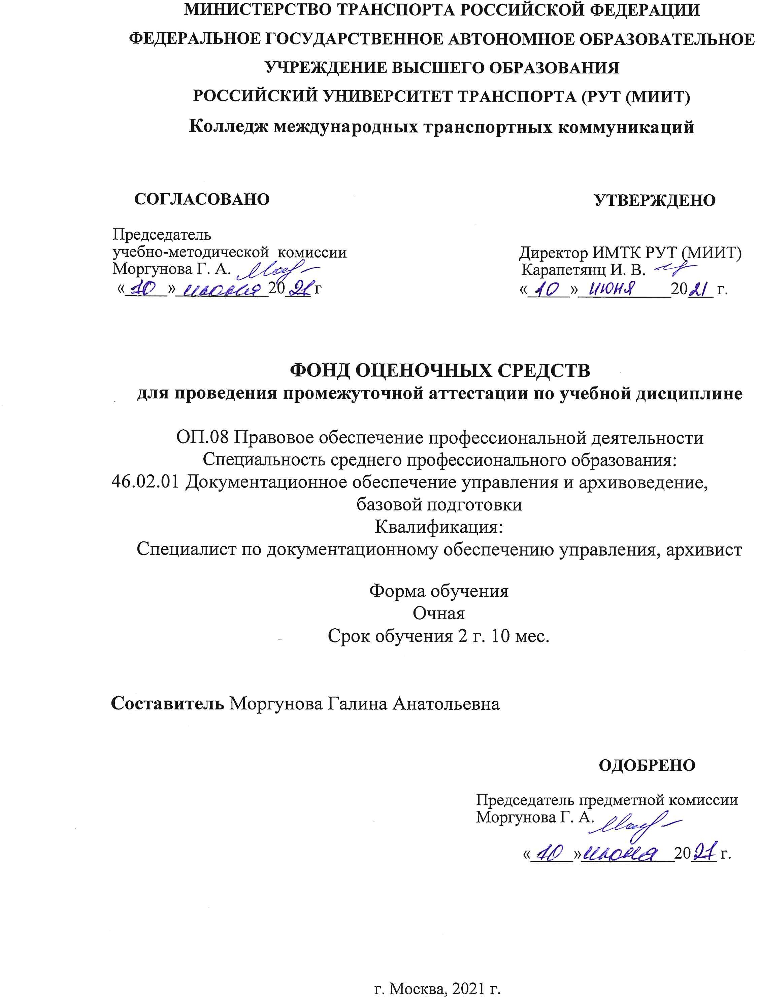 МИНИСТЕРСТВО ТРАНСПОРТА РОССИЙСКОЙ ФЕДЕРАЦИИ
ФЕДЕРАЛЬНОЕ ГОСУДАРСТВЕННОЕ АВТОНОМНОЕ ОБРАЗОВАТЕЛЬНОЕ
УЧРЕЖДЕНИЕ ВЫСШЕГО ОБРАЗОВАНИЯ
РОССИЙСКИЙ УНИВЕРСИТЕТ ТРАНСПОРТА (РУТ (МИИТ)
Колледж международных транспортных коммуникаций
СОГЛАСОВАНО
Председатель
учебно-методической комиссии
Моргунова Г. А.
«10» июня 2021 г
УТВЕРЖДЕНО
Директор ИМТК РУТ (МИИТ)
Карапетянц И. В.
«10» июня 2021 г.
ФОНД ОЦЕНОЧНЫХ СРЕДСТВ
для проведения промежуточной аттестации по учебной дисциплине
ОП.08 Правовое обеспечение профессиональной деятельности
Специальность среднего профессионального образования:
46.02.01 Документационное обеспечение управления и архивоведение,
базовой подготовки
Квалификация:
Специалист по документационному обеспечению управления, архивист
Форма обучения
Очная
Срок обучения 2 г. 10 мес.
Составитель Моргунова Галина Анатольевна
ОДОБРЕНО
Председатель предметной комиссии
Моргунова Г. А.
«10» июня 2021 г.
г. Москва, 2021 г.